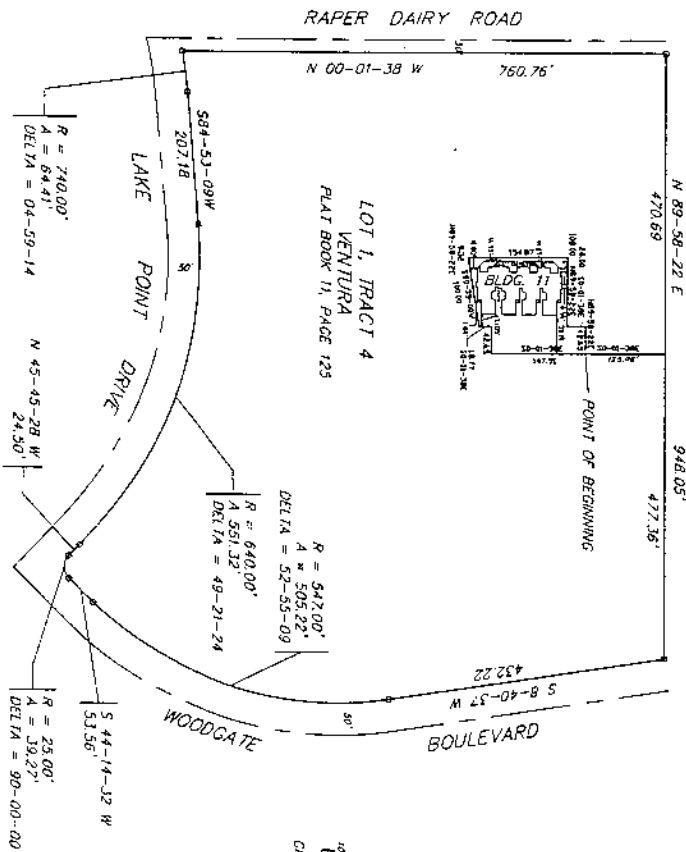 RAPER DAIRY ROAD
50'
N 00-01-38 W 760.76'
N 89-58-22 E 948.05'
470.69 477.36'
S84-53-09W
207.18
R = 740.00'
A = 64.41'
DELTA = 04-59-14
LAKE POINT DRIVE
50'
LOT 1, TRACT 4
VENTURA
PLAT BOOK 11, PAGE 125
BLDG. 11
POINT OF BEGINNING
N 45-45-28 W
24.50'
R = 640.00'
A 551.32'
DELTA = 49-21-24
R = 547.00'
A = 505.22'
DELTA = 52-55-09
432.22
S 8-40-37 W
WOODGATE BOULEVARD
50'
S 44-14-32 W
53.56'
R = 25.00'
A = 39.27'
DELTA = 90-00-00